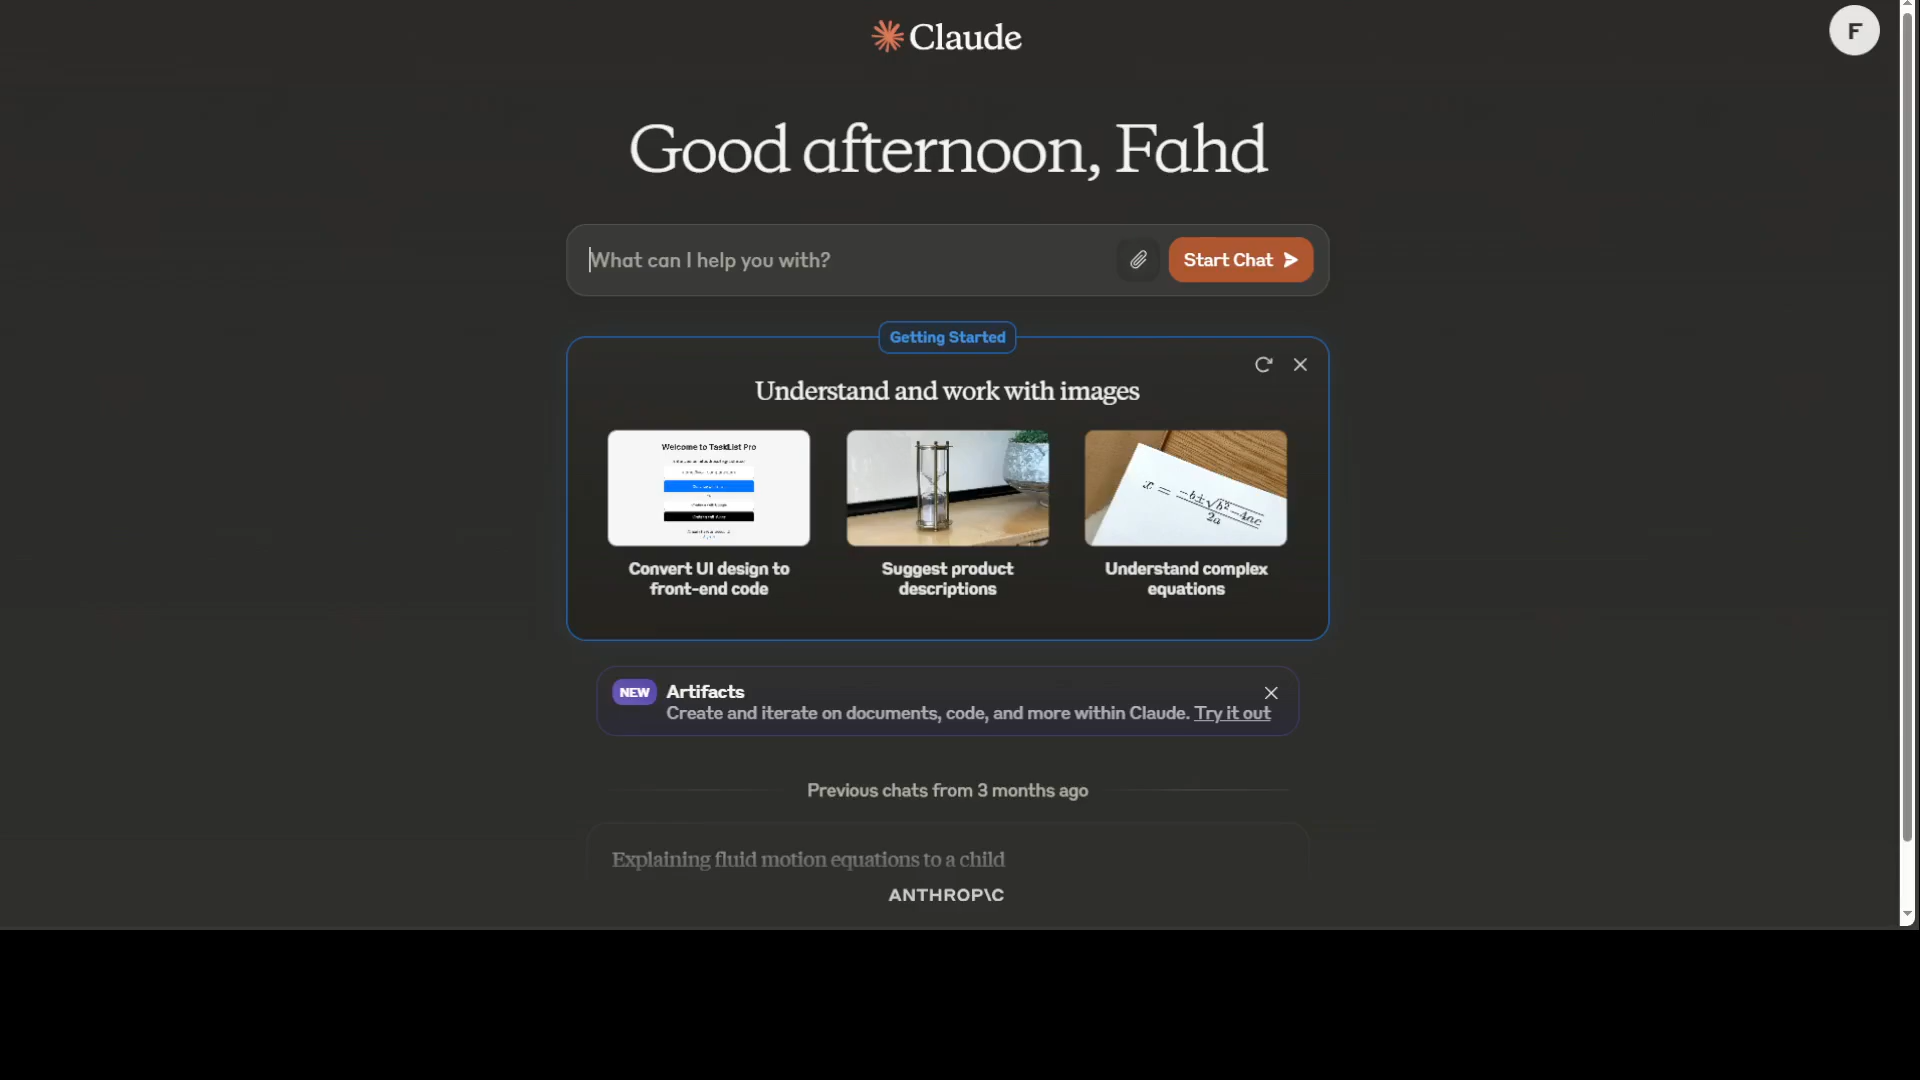 Claude
F
Good afternoon, Fahd
What can I help you with?
Start Chat
Getting Started
Understand and work with images
Welcome to TaskList Pro
x = -b±√b²-4ac
2a
Convert UI design to
front-end code
Suggest product
descriptions
Understand complex
equations
NEW Artifacts
Create and iterate on documents, code, and more within Claude. Try it out
Previous chats from 3 months ago
Explaining fluid motion equations to a child
ANTHROP\C